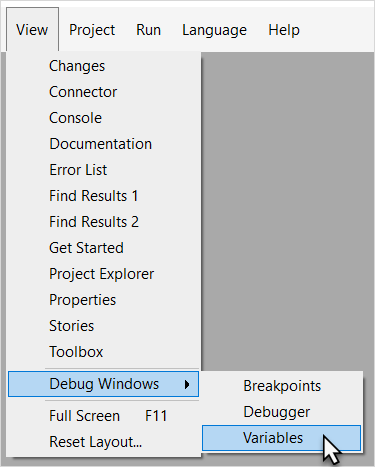 View Project Run Language Help
Changes
Connector
Console
Documentation
Error List
Find Results 1
Find Results 2
Get Started
Project Explorer
Properties
Stories
Toolbox
Debug Windows
Breakpoints
Debugger
Variables
Full Screen F11
Reset Layout...